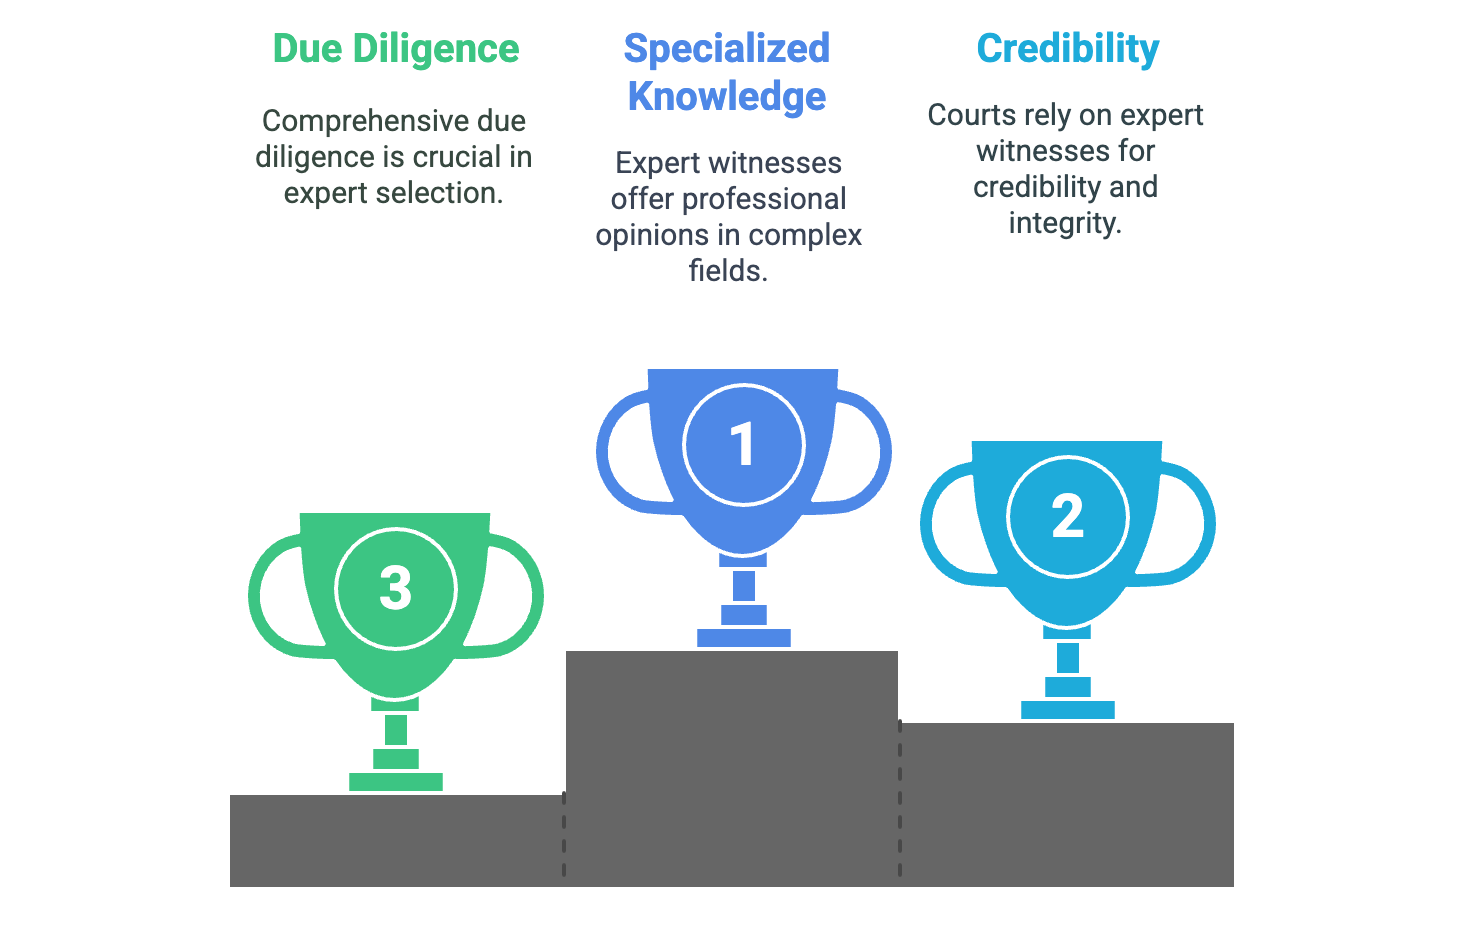 Due Diligence
Comprehensive due
diligence is crucial in
expert selection.
Specialized
Knowledge
Expert witnesses
offer professional
opinions in complex
fields.
Credibility
Courts rely on expert
witnesses for
credibility and
integrity.
3
1
2